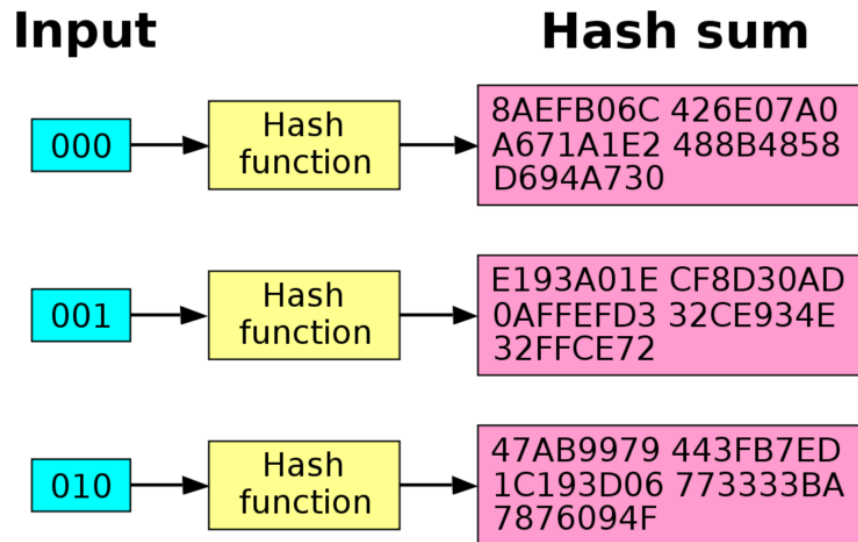 Input
Hash sum
000
Hash
function
8AEFB06C 426E07A0
A671A1E2 488B4858
D694A730
001
Hash
function
E193A01E CF8D30AD
0AFFEFD3 32CE934E
32FFCE72
010
Hash
function
47AB9979 443FB7ED
1C193D06 773333BA
7876094F